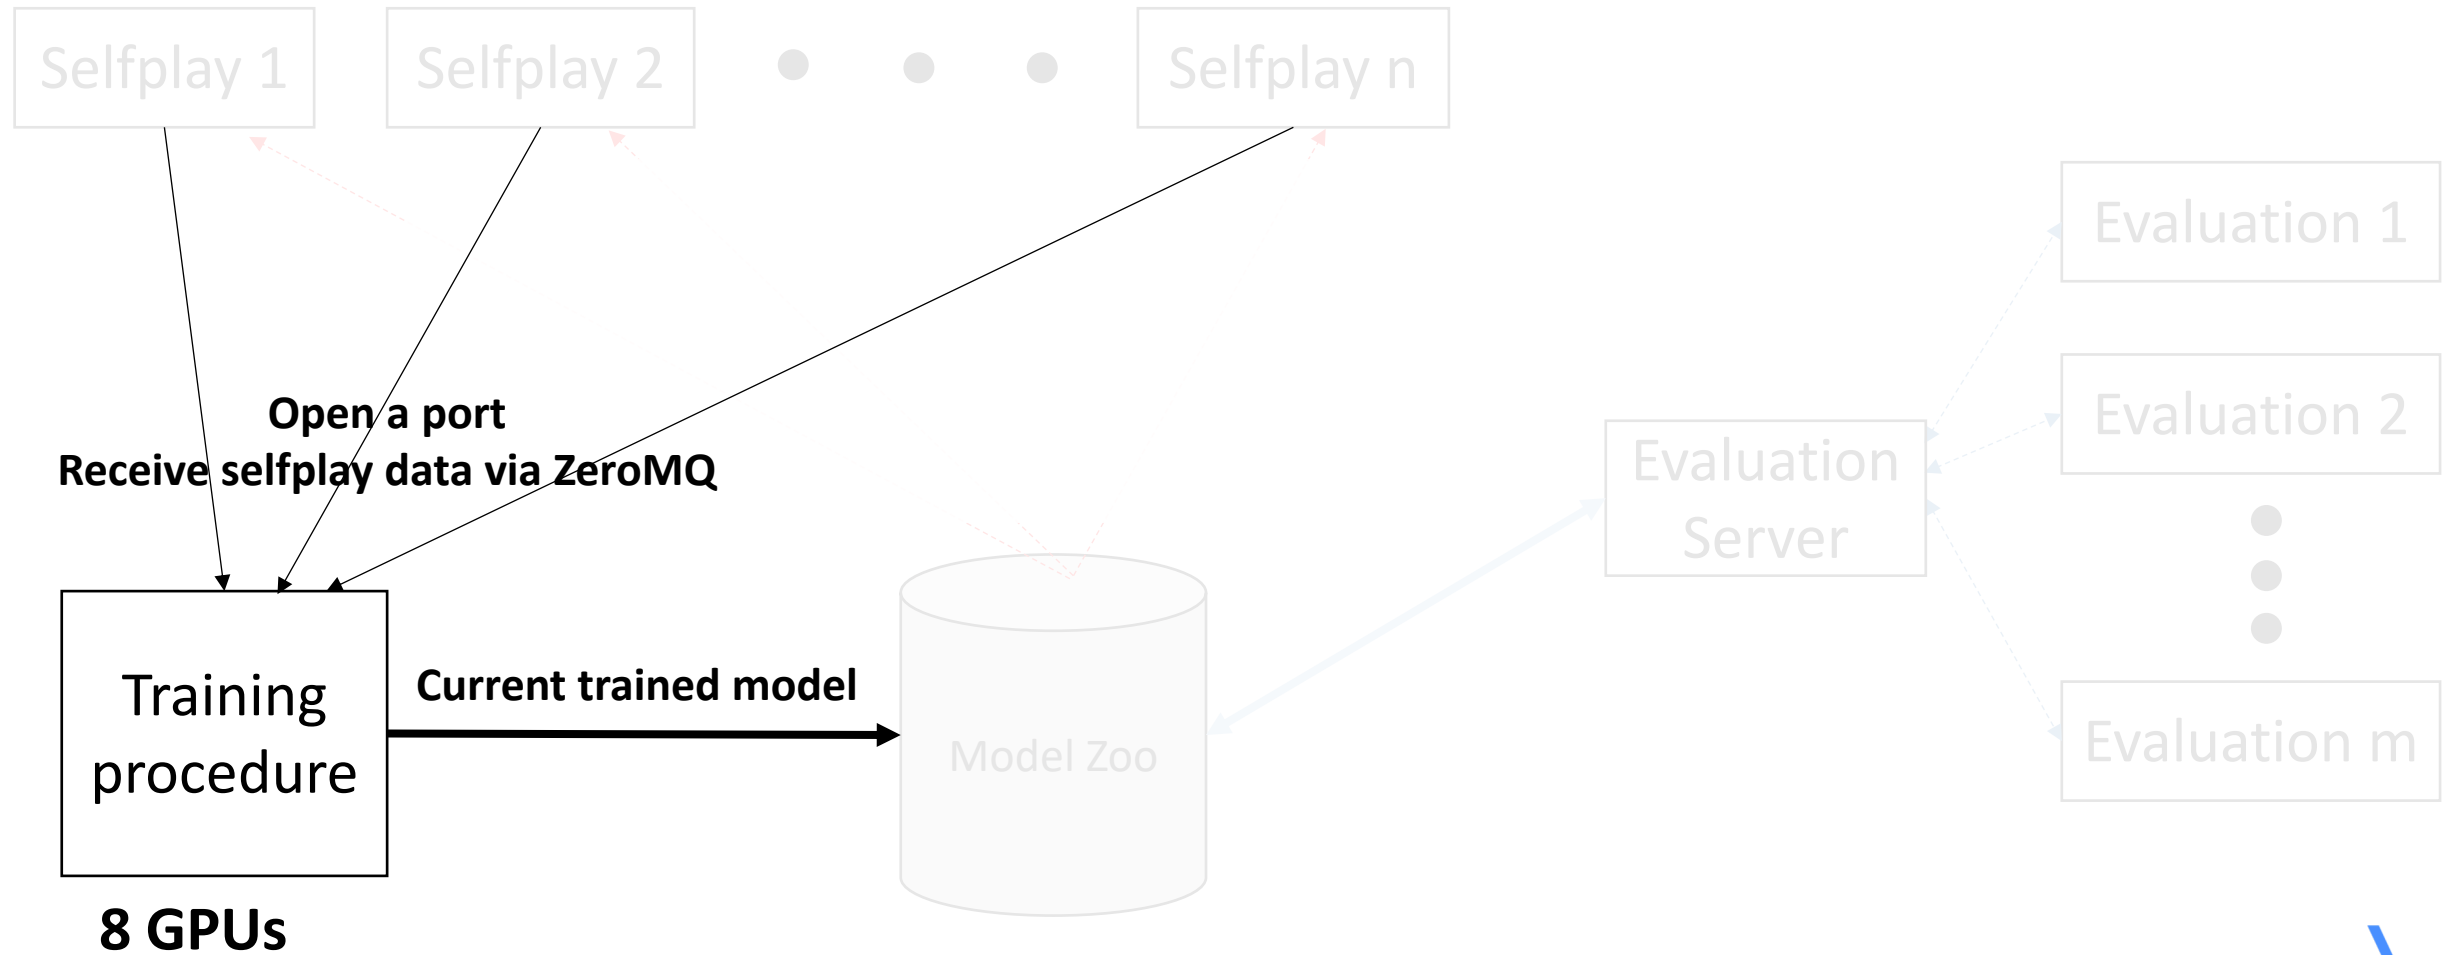 Selfplay 1
Selfplay 2
Selfplay n
Evaluation 1
Evaluation 2
Open a port
Receive selfplay data via ZeroMQ
Evaluation
Server
Training
procedure
Current trained model
Model Zoo
Evaluation m
8 GPUs